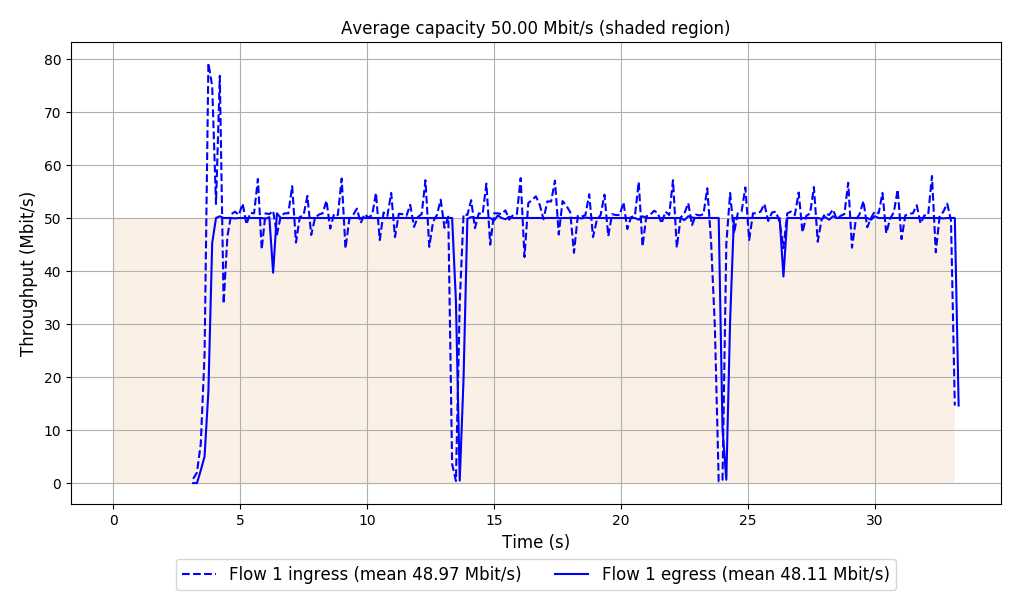 Average capacity 50.00 Mbit/s (shaded region)
Throughput (Mbit/s)
80
70
60
50
40
30
20
10
0
0 5 10 15 20 25 30
Time (s)
Flow 1 ingress (mean 48.97 Mbit/s) Flow 1 egress (mean 48.11 Mbit/s)